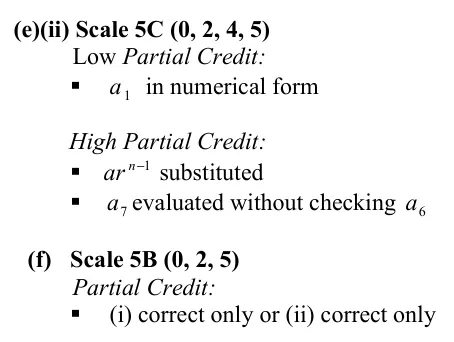 (e)(ii) Scale 5C (0, 2, 4, 5)
Low Partial Credit:
▪ a₁ in numerical form
High Partial Credit:
▪ arⁿ⁻¹ substituted
▪ a₇ evaluated without checking a₆
(f) Scale 5B (0, 2, 5)
Partial Credit:
▪ (i) correct only or (ii) correct only